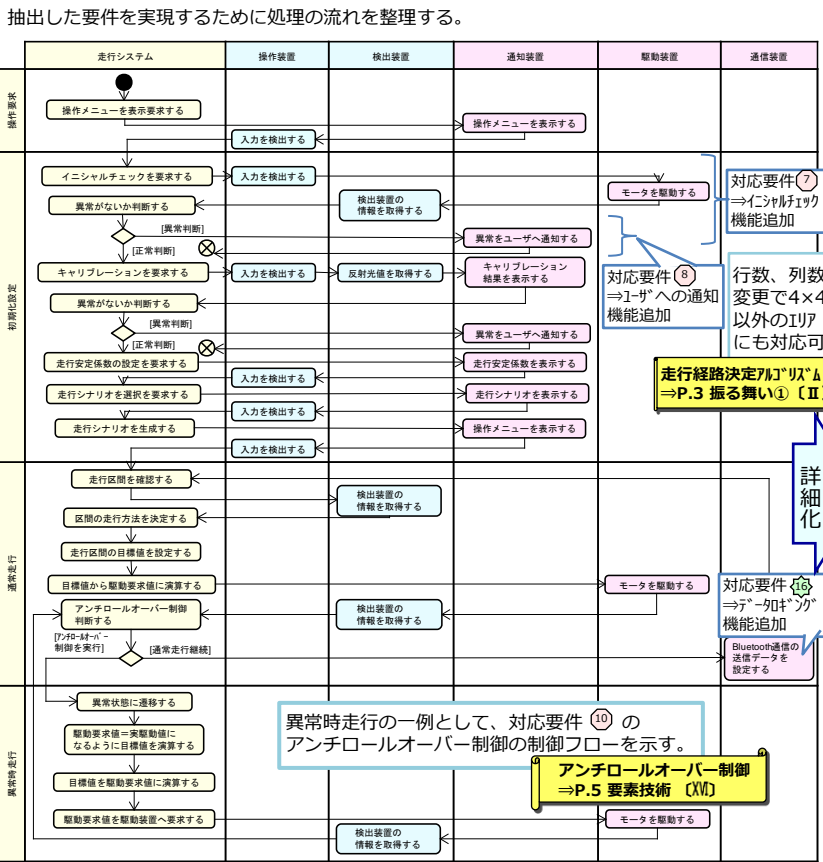 抽出した要件を実現するために処理の流れを整理する。
走行システム
操作装置
検出装置
通知装置
駆動装置
通信装置
操作要求
操作メニューを表示要求する
操作メニューを表示する
入力を検出する
初期化設定
イニシャルチェックを要求する
入力を検出する
モータを駆動する
検出装置の
情報を取得する
異常がないか判断する
[異常判断]
[正常判断]
異常をユーザへ通知する
対応要件7
⇒ｲﾆｼｬﾙﾁｪｯｸ
機能追加
キャリブレーションを要求する
入力を検出する
反射光値を取得する
キャリブレーション
結果を表示する
対応要件8
⇒ﾕｰｻﾞへの通知
機能追加
行数、列数
変更で4×4
以外のｴﾘｱ
にも対応可
異常がないか判断する
[異常判断]
[正常判断]
異常をユーザへ通知する
走行安定係数の設定を要求する
走行安定係数を表示する
入力を検出する
走行シナリオを選択を要求する
走行シナリオを表示する
入力を検出する
走行シナリオを生成する
操作メニューを表示する
入力を検出する
走行経路決定ｱﾙｺﾞﾘｽﾞﾑ
⇒P.3 振る舞い①〔Ⅱ〕
詳細化
通常走行
走行区間を確認する
検出装置の
情報を取得する
区間の走行方法を決定する
走行区間の目標値を設定する
目標値から駆動要求値に演算する
モータを駆動する
対応要件16
⇒ﾃﾞｰﾀﾛｷﾞﾝｸﾞ
機能追加
アンチロールオーバー制御
判断する
検出装置の
情報を取得する
[ｱﾝﾁﾛｰﾙｵｰﾊﾞｰ
制御を実行]
[通常走行継続]
Bluetooth通信の
送信データを
設定する
異常時走行
異常状態に遷移する
駆動要求値＝実駆動値に
なるように目標値を演算する
目標値を駆動要求値に演算する
駆動要求値を駆動装置へ要求する
モータを駆動する
検出装置の
情報を取得する
異常時走行の一例として、対応要件10の
アンチロールオーバー制御の制御フローを示す。
アンチロールオーバー制御
⇒P.5 要素技術〔ⅩⅥ〕